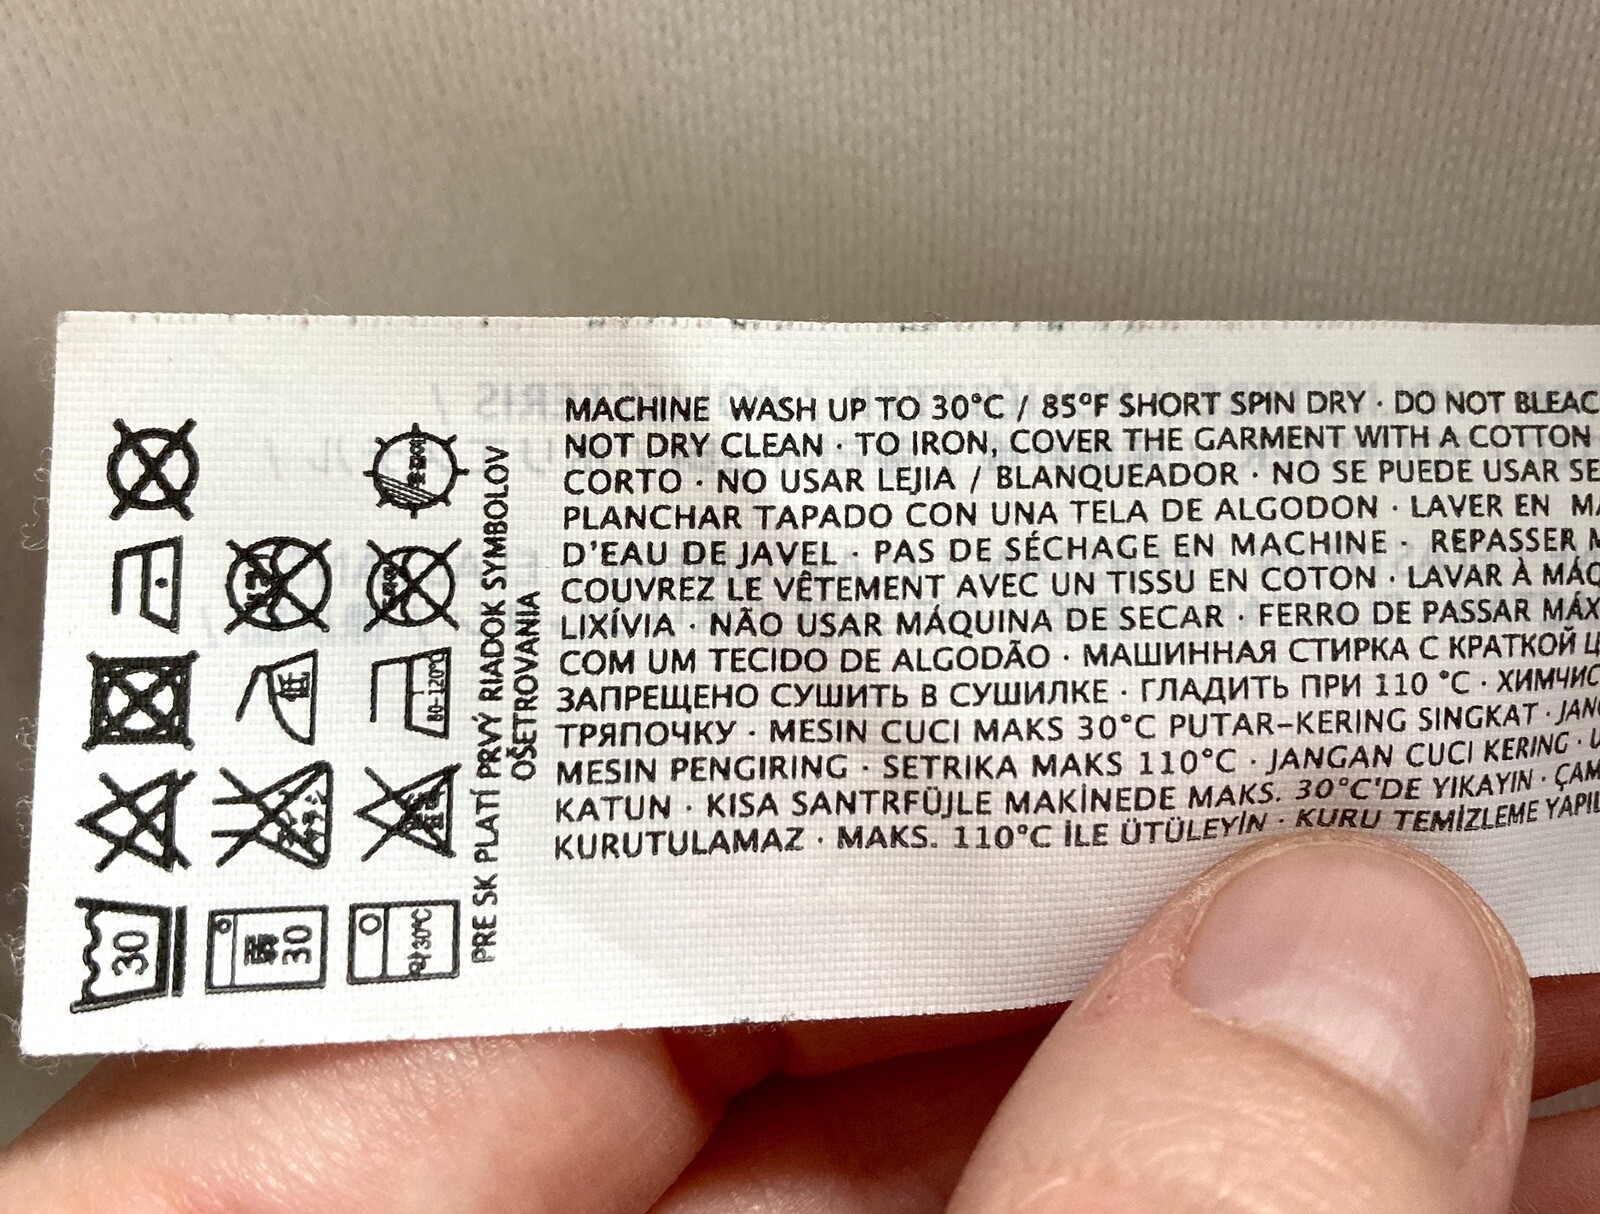 MACHINE WASH UP TO 30°C / 85°F SHORT SPIN DRY · DO NOT BLEAC
NOT DRY CLEAN · TO IRON, COVER THE GARMENT WITH A COTTON
CORTO · NO USAR LEJIA / BLANQUEADOR · NO SE PUEDE USAR SE
PLANCHAR TAPADO CON UNA TELA DE ALGODON · LAVER EN MA
D'EAU DE JAVEL · PAS DE SÉCHAGE EN MACHINE · REPASSER M
COUVREZ LE VÊTEMENT AVEC UN TISSU EN COTON · LAVAR À MÁQ
LIXÍVIA · NÃO USAR MÁQUINA DE SECAR · FERRO DE PASSAR MÁX
COM UM TECIDO DE ALGODÃO · МАШИННАЯ СТИРКА С КРАТКОЙ Ц
ЗАПРЕЩЕНО СУШИТЬ В СУШИЛКЕ · ГЛАДИТЬ ПРИ 110 °C · ХИМЧИС
ТРЯПОЧКУ · MESIN CUCI MAKS 30°C PUTAR-KERING SINGKAT · JAN
MESIN PENGIRING · SETRIKA MAKS 110°C · JANGAN CUCI KERING · U
KATUN · KISA SANTRFÜJLE MAKİNEDE MAKS. 30°C'DE YIKAYIN · ÇAM
KURUTULAMAZ · MAKS. 110°C İLE ÜTÜLEYİN · KURU TEMİZLEME YAPIL
PRE SK PLATÍ PRVÝ RIADOK SYMBOLOV
OŠETROVANIA
30
30
약 30°C
低
80-120°C